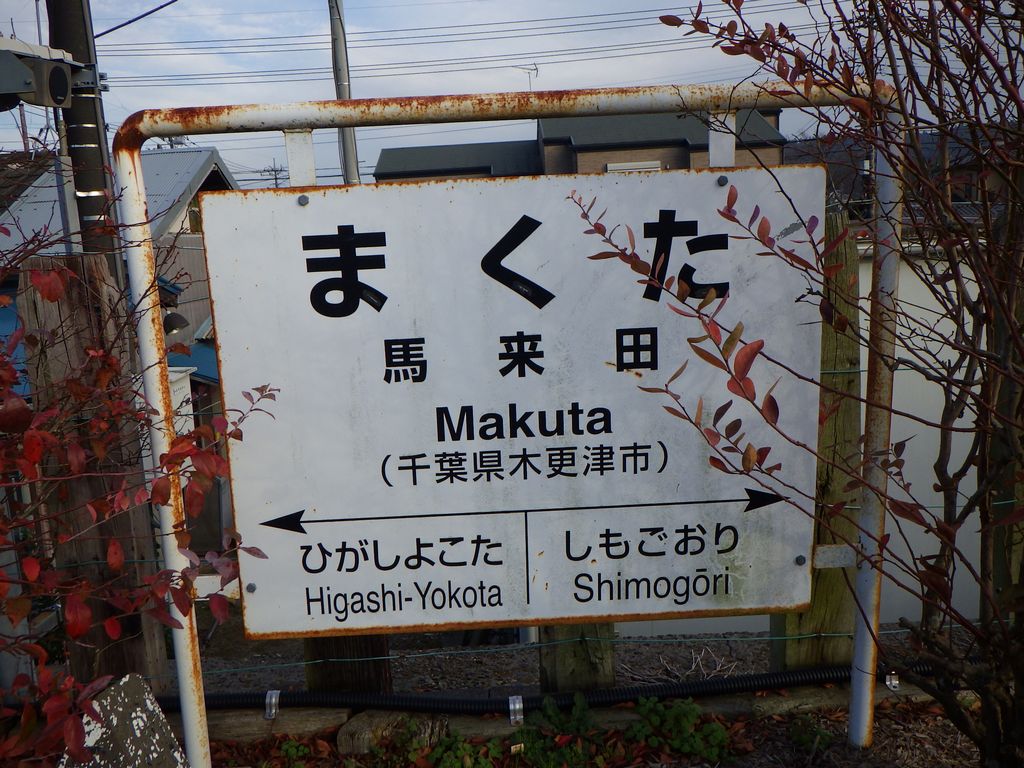 まくた
馬来田
Makuta
（千葉県木更津市）
ひがしよこた
Higashi-Yokota
しもごおり
Shimogōri